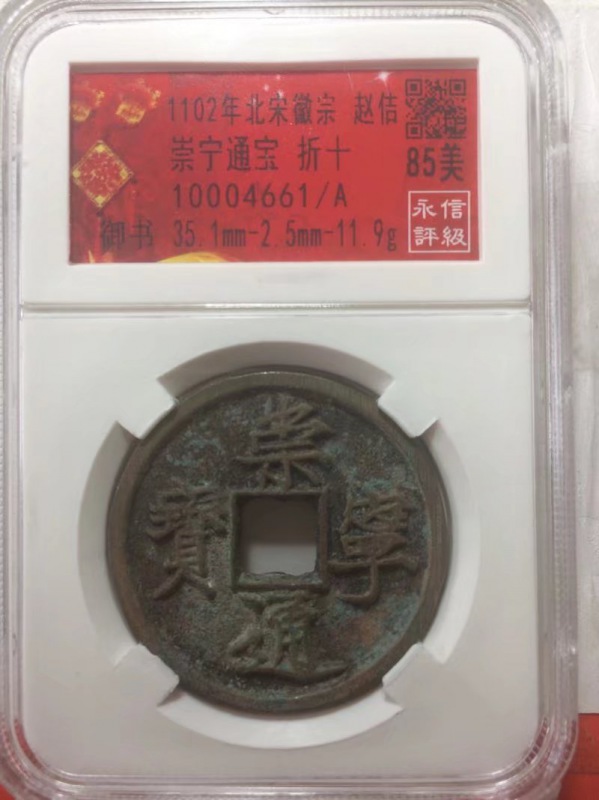 1102年北宋徽宗 赵佶
崇宁通宝 折十
85美
10004661/A
御书 35.1mm-2.5mm-11.9g
永信
評級
崇
寶 寧
通